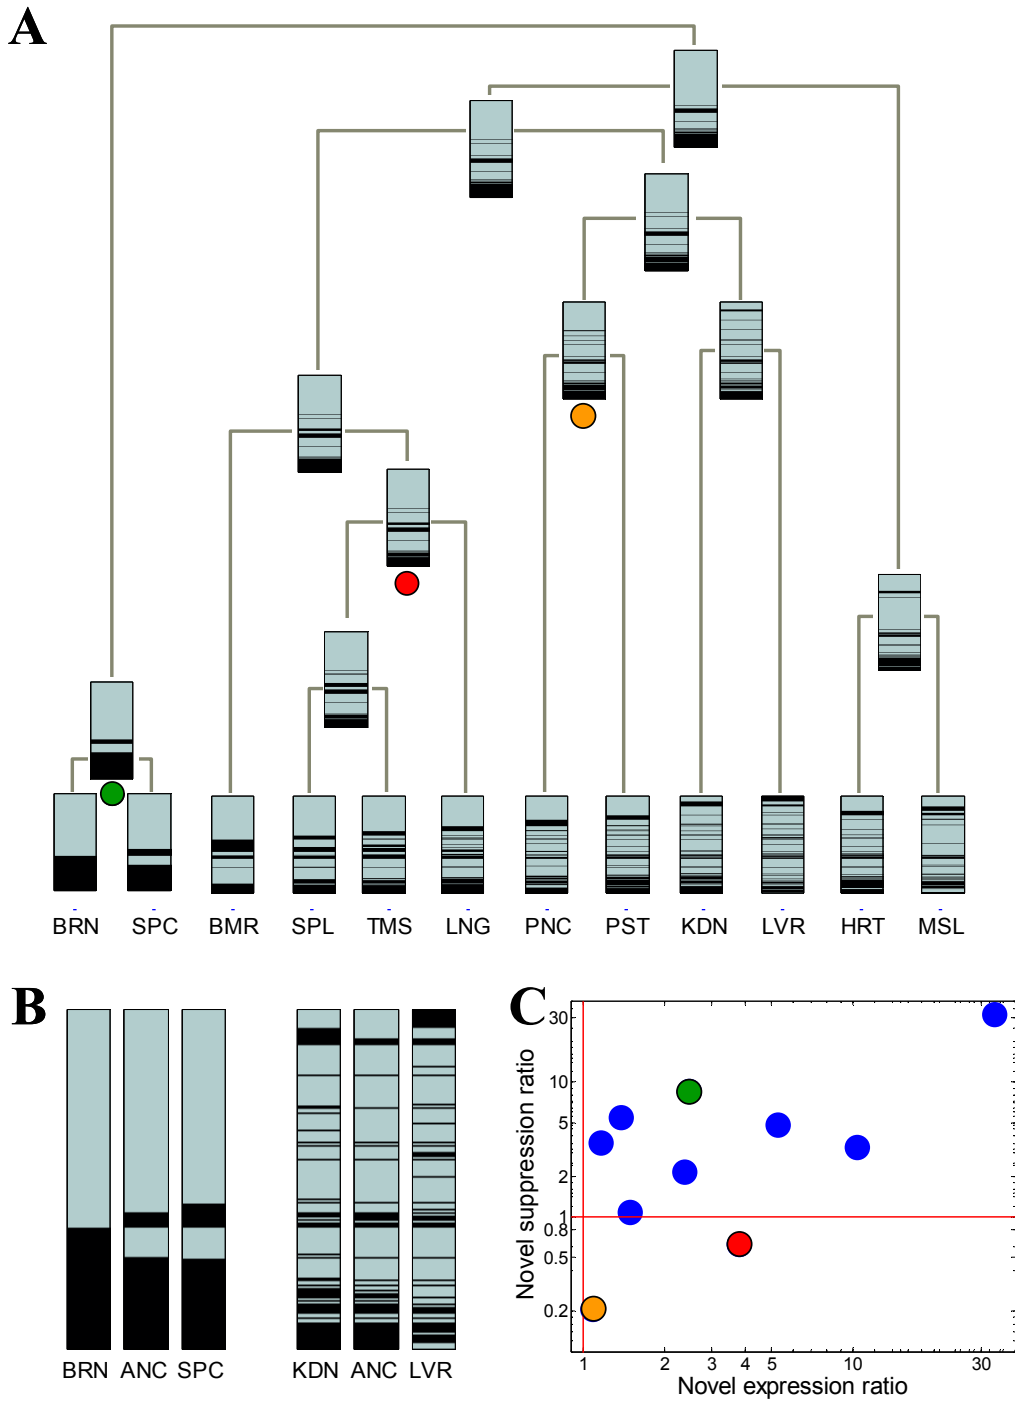 A
BRN SPC BMR SPL TMS LNG PNC PST KDN LVR HRT MSL
B
BRN ANC SPC KDN ANC LVR
C
Novel suppression ratio
30
10
5
2
1
0.8
0.5
0.2
1 2 3 4 5 10 30
Novel expression ratio